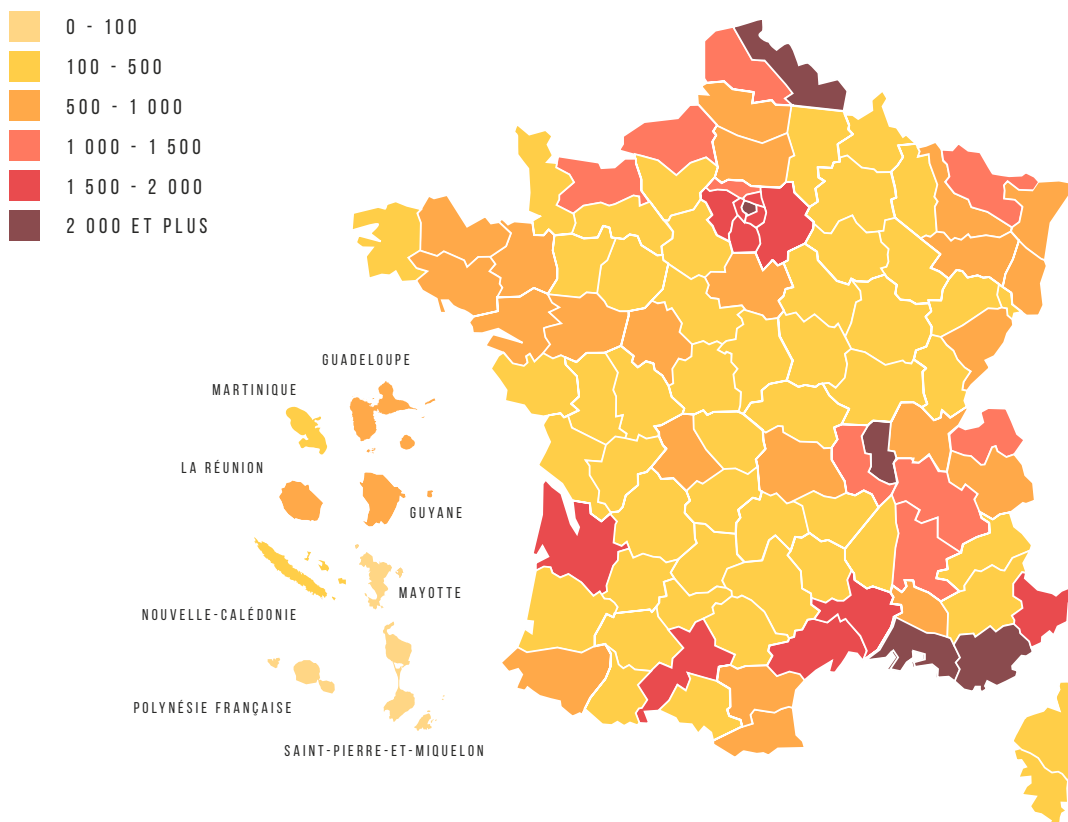 0 - 100
100 - 500
500 - 1 000
1 000 - 1 500
1 500 - 2 000
2 000 ET PLUS
GUADELOUPE
MARTINIQUE
LA RÉUNION
GUYANE
MAYOTTE
NOUVELLE-CALÉDONIE
POLYNÉSIE FRANÇAISE
SAINT-PIERRE-ET-MIQUELON